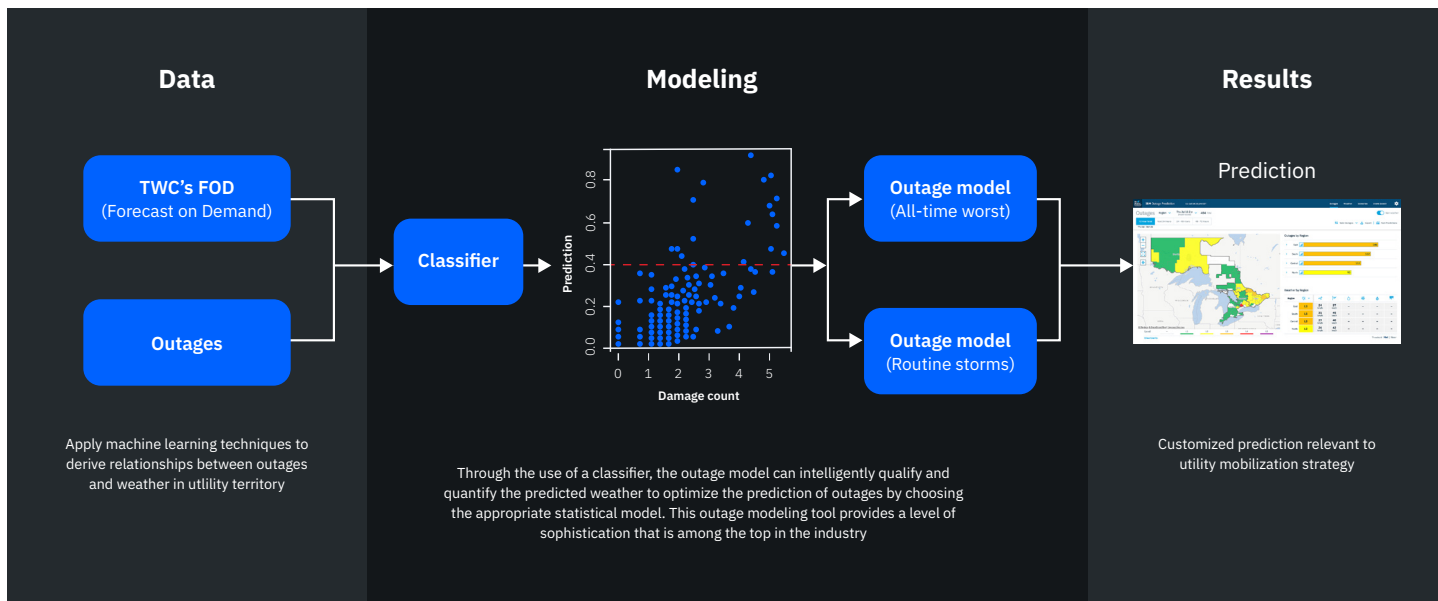 Data
TWC's FOD
(Forecast on Demand)
Outages
Apply machine learning techniques to
derive relationships between outages
and weather in utlility territory
Modeling
Classifier
Prediction
0.8
0.6
0.4
0.2
0.0
0 1 2 3 4 5
Damage count
Outage model
(All-time worst)
Outage model
(Routine storms)
Through the use of a classifier, the outage model can intelligently qualify and
quantify the predicted weather to optimize the prediction of outages by choosing
the appropriate statistical model. This outage modeling tool provides a level of
sophistication that is among the top in the industry
Results
Prediction
Outages
Customized prediction relevant to
utility mobilization strategy